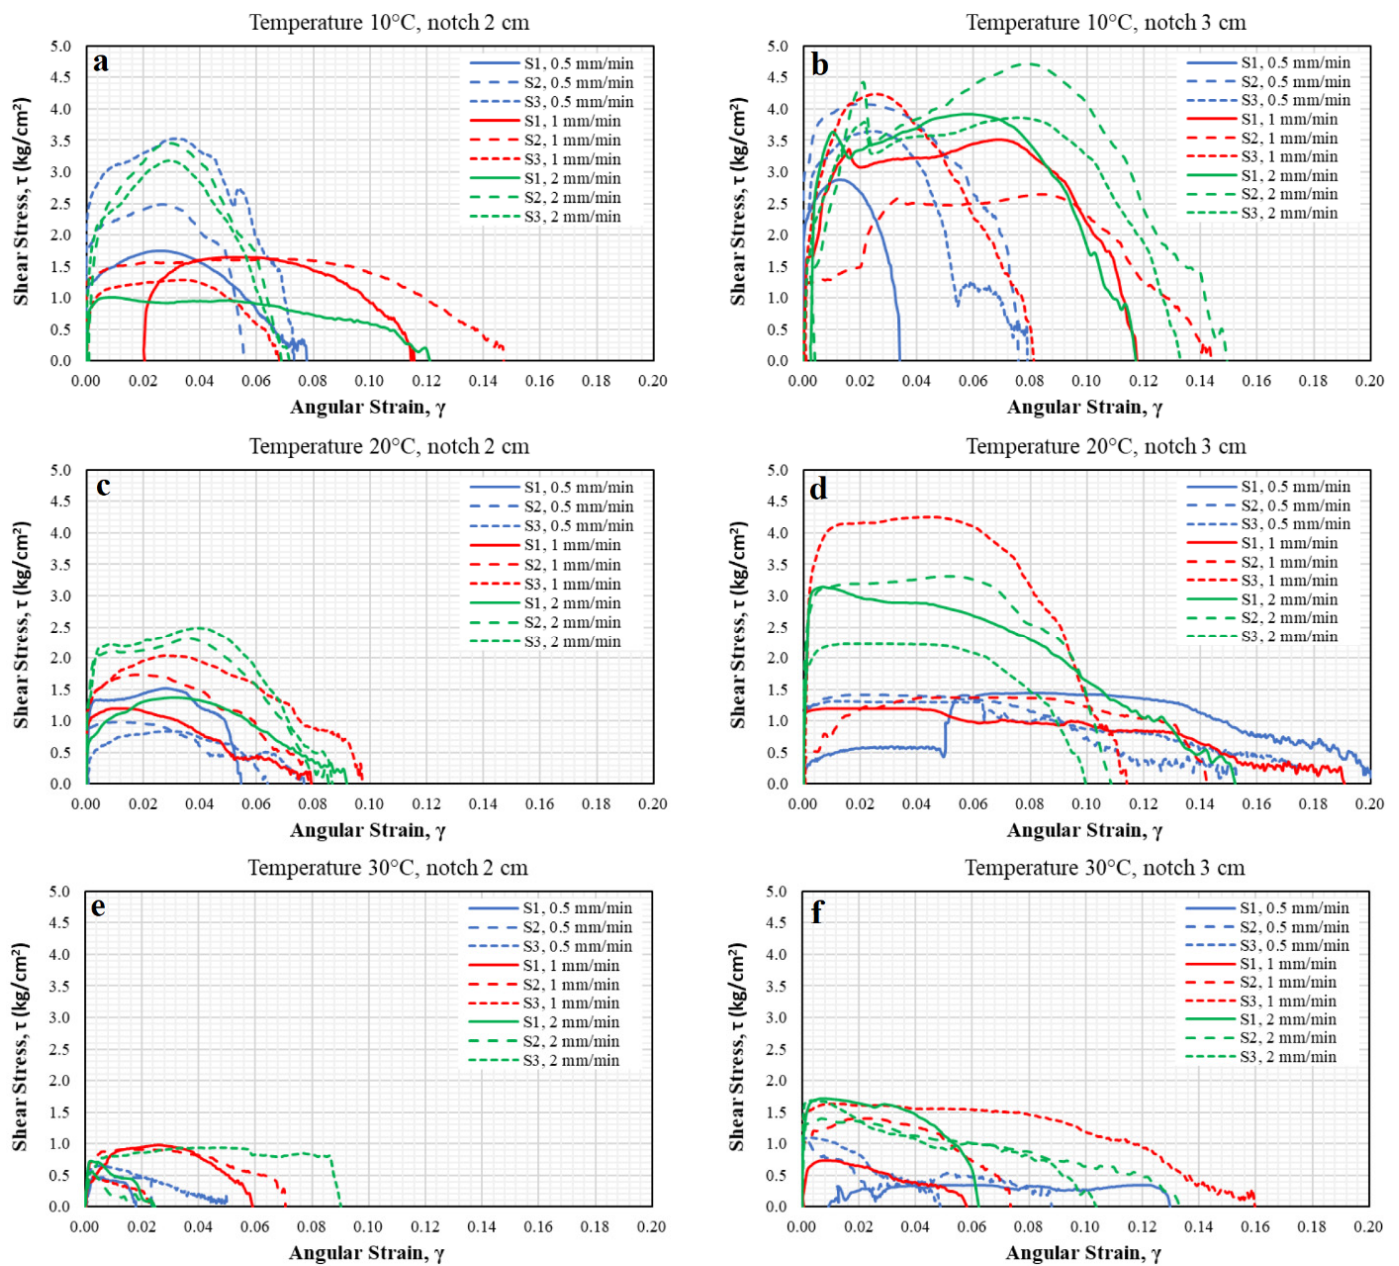 Temperature 10°C, notch 2 cm
a
Shear Stress, τ (kg/cm²)
5.0
4.5
4.0
3.5
3.0
2.5
2.0
1.5
1.0
0.5
0.0
S1, 0.5 mm/min
S2, 0.5 mm/min
S3, 0.5 mm/min
S1, 1 mm/min
S2, 1 mm/min
S3, 1 mm/min
S1, 2 mm/min
S2, 2 mm/min
S3, 2 mm/min
0.00 0.02 0.04 0.06 0.08 0.10 0.12 0.14 0.16 0.18 0.20
Angular Strain, γ
Temperature 10°C, notch 3 cm
b
Shear Stress, τ (kg/cm²)
5.0
4.5
4.0
3.5
3.0
2.5
2.0
1.5
1.0
0.5
0.0
S1, 0.5 mm/min
S2, 0.5 mm/min
S3, 0.5 mm/min
S1, 1 mm/min
S2, 1 mm/min
S3, 1 mm/min
S1, 2 mm/min
S2, 2 mm/min
S3, 2 mm/min
0.00 0.02 0.04 0.06 0.08 0.10 0.12 0.14 0.16 0.18 0.20
Angular Strain, γ
Temperature 20°C, notch 2 cm
c
Shear Stress, τ (kg/cm²)
5.0
4.5
4.0
3.5
3.0
2.5
2.0
1.5
1.0
0.5
0.0
S1, 0.5 mm/min
S2, 0.5 mm/min
S3, 0.5 mm/min
S1, 1 mm/min
S2, 1 mm/min
S3, 1 mm/min
S1, 2 mm/min
S2, 2 mm/min
S3, 2 mm/min
0.00 0.02 0.04 0.06 0.08 0.10 0.12 0.14 0.16 0.18 0.20
Angular Strain, γ
Temperature 20°C, notch 3 cm
d
Shear Stress, τ (kg/cm²)
5.0
4.5
4.0
3.5
3.0
2.5
2.0
1.5
1.0
0.5
0.0
S1, 0.5 mm/min
S2, 0.5 mm/min
S3, 0.5 mm/min
S1, 1 mm/min
S2, 1 mm/min
S3, 1 mm/min
S1, 2 mm/min
S2, 2 mm/min
S3, 2 mm/min
0.00 0.02 0.04 0.06 0.08 0.10 0.12 0.14 0.16 0.18 0.20
Angular Strain, γ
Temperature 30°C, notch 2 cm
e
Shear Stress, τ (kg/cm²)
5.0
4.5
4.0
3.5
3.0
2.5
2.0
1.5
1.0
0.5
0.0
S1, 0.5 mm/min
S2, 0.5 mm/min
S3, 0.5 mm/min
S1, 1 mm/min
S2, 1 mm/min
S3, 1 mm/min
S1, 2 mm/min
S2, 2 mm/min
S3, 2 mm/min
0.00 0.02 0.04 0.06 0.08 0.10 0.12 0.14 0.16 0.18 0.20
Angular Strain, γ
Temperature 30°C, notch 3 cm
f
Shear Stress, τ (kg/cm²)
5.0
4.5
4.0
3.5
3.0
2.5
2.0
1.5
1.0
0.5
0.0
S1, 0.5 mm/min
S2, 0.5 mm/min
S3, 0.5 mm/min
S1, 1 mm/min
S2, 1 mm/min
S3, 1 mm/min
S1, 2 mm/min
S2, 2 mm/min
S3, 2 mm/min
0.00 0.02 0.04 0.06 0.08 0.10 0.12 0.14 0.16 0.18 0.20
Angular Strain, γ